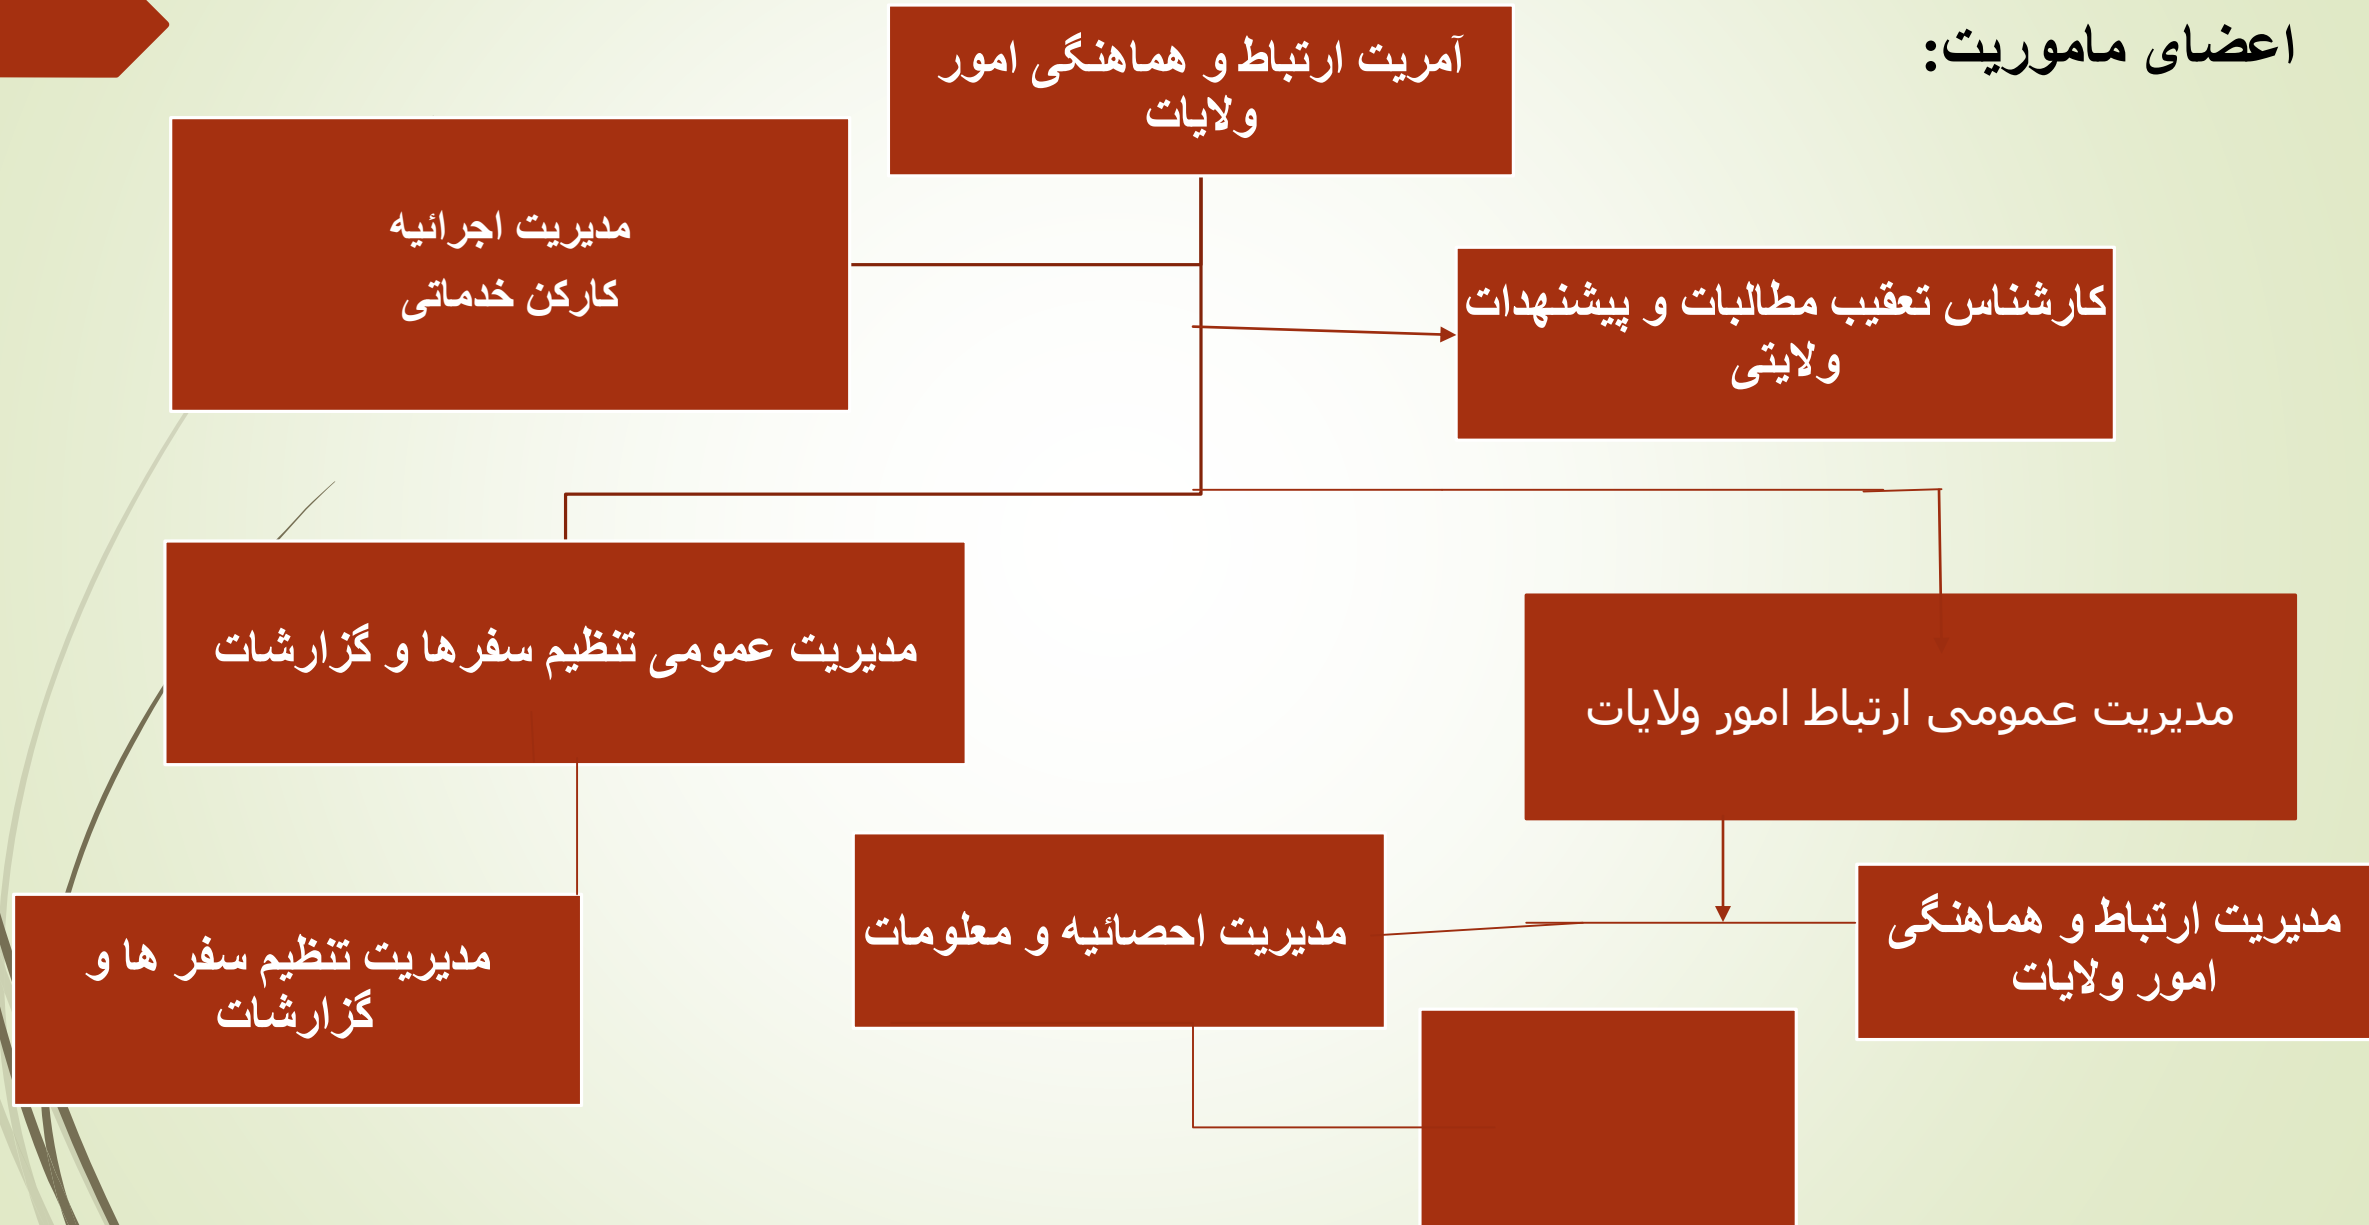 اعضای ماموریت:
آمریت ارتباط و هماهنگی امور
ولایات
مدیریت اجرائیه
کارکن خدماتی
کارشناس تعقیب مطالبات و پیشنهدات
ولایتی
مدیریت عمومی تنظیم سفرها و گزارشات
مدیریت عمومی ارتباط امور ولایات
مدیریت ارتباط و هماهنگی
امور ولایات
مدیریت احصائیه و معلومات
مدیریت تنظیم سفر ها و
گزارشات